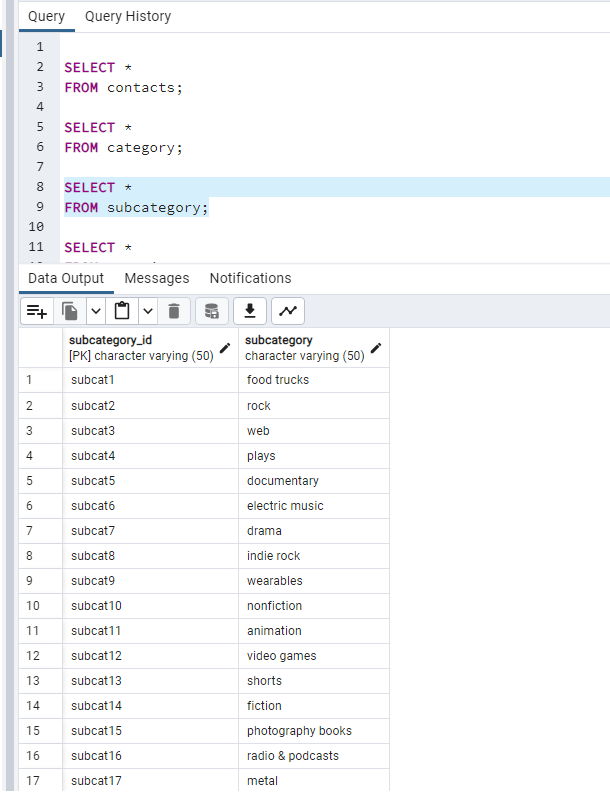 Query Query History
1
2 SELECT *
3 FROM contacts;
4
5 SELECT *
6 FROM category;
7
8 SELECT *
9 FROM subcategory;
10
11 SELECT *
Data Output Messages Notifications
subcategory_id subcategory
[PK] character varying (50) character varying (50)
1 subcat1 food trucks
2 subcat2 rock
3 subcat3 web
4 subcat4 plays
5 subcat5 documentary
6 subcat6 electric music
7 subcat7 drama
8 subcat8 indie rock
9 subcat9 wearables
10 subcat10 nonfiction
11 subcat11 animation
12 subcat12 video games
13 subcat13 shorts
14 subcat14 fiction
15 subcat15 photography books
16 subcat16 radio & podcasts
17 subcat17 metal